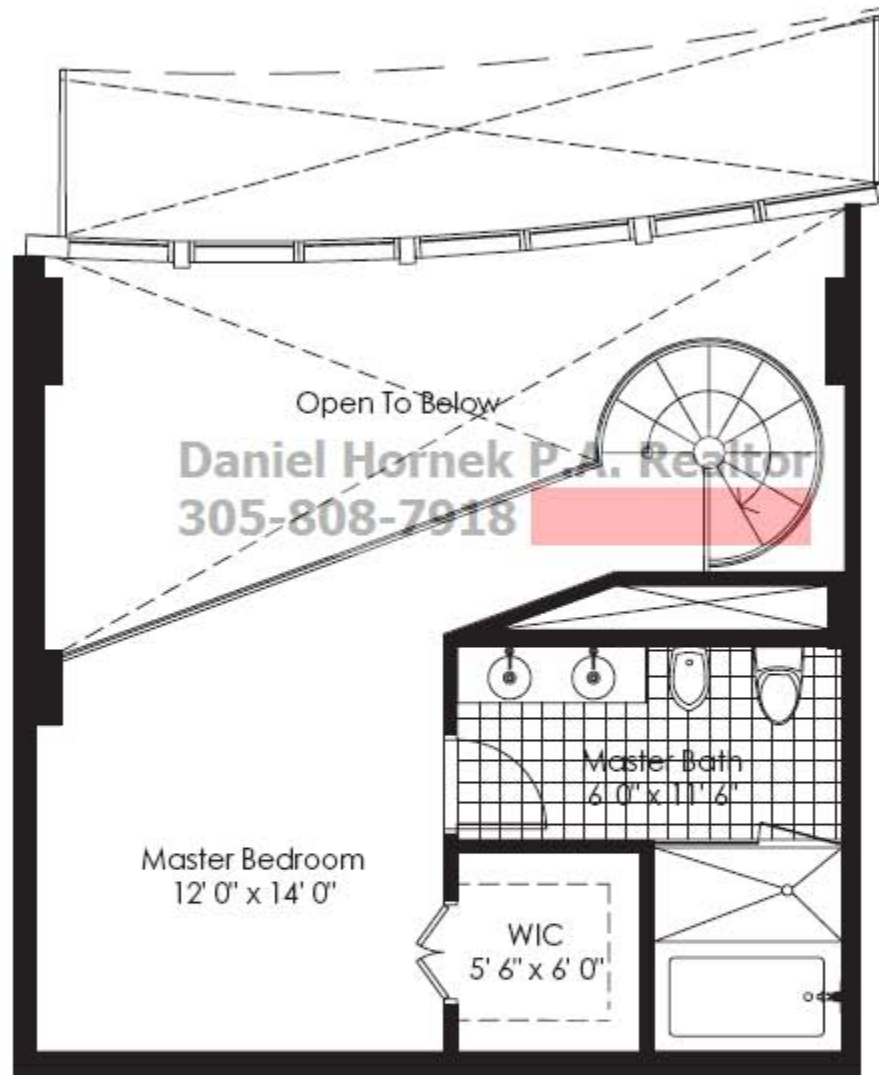 Open To Below
Daniel Hornek P.A. Realtor
305-808-7918
Master Bath
6' 0" x 11' 6"
Master Bedroom
12' 0" x 14' 0"
WIC
5' 6" x 6' 0"